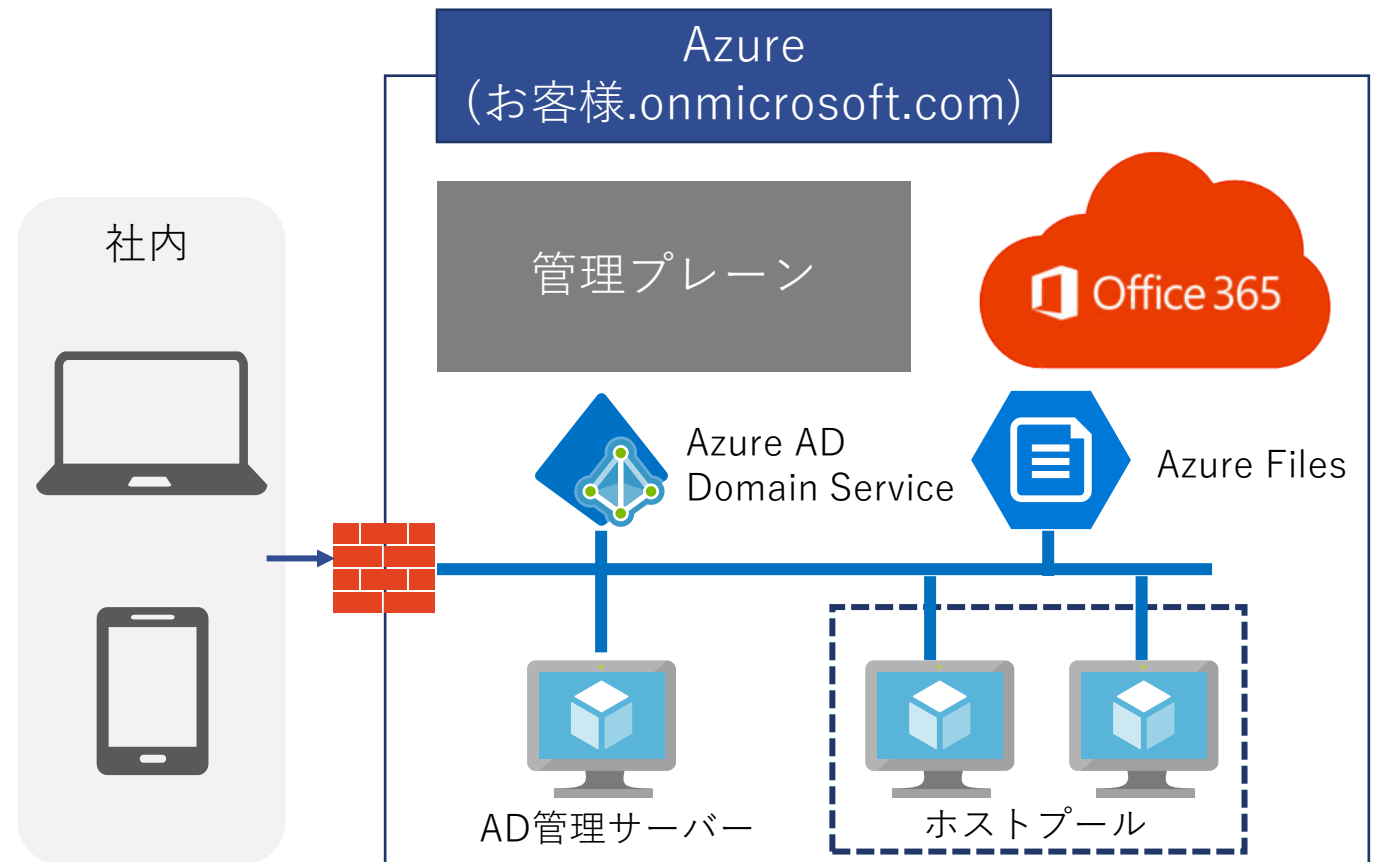 Azure
(お客様.onmicrosoft.com)
社内
管理プレーン
Office 365
Azure AD
Domain Service
Azure Files
AD管理サーバー
ホストプール